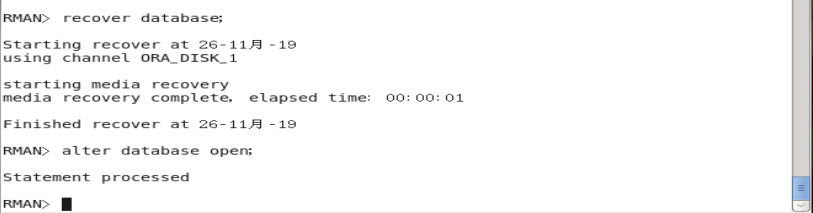 RMAN> recover database;
Starting recover at 26-11月-19
using channel ORA_DISK_1
starting media recovery
media recovery complete, elapsed time: 00:00:01
Finished recover at 26-11月-19
RMAN> alter database open;
Statement processed
RMAN>